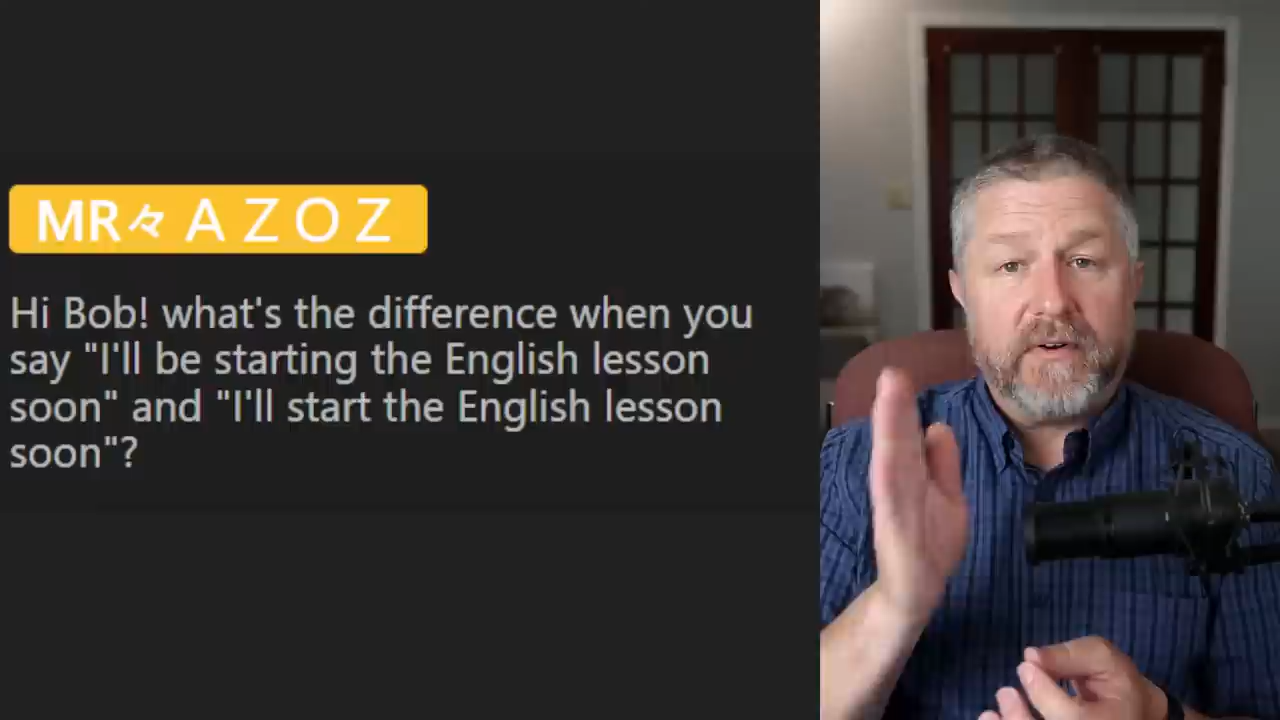 MR々 A Z O Z
Hi Bob! what's the difference when you
say "I'll be starting the English lesson
soon" and "I'll start the English lesson
soon"?